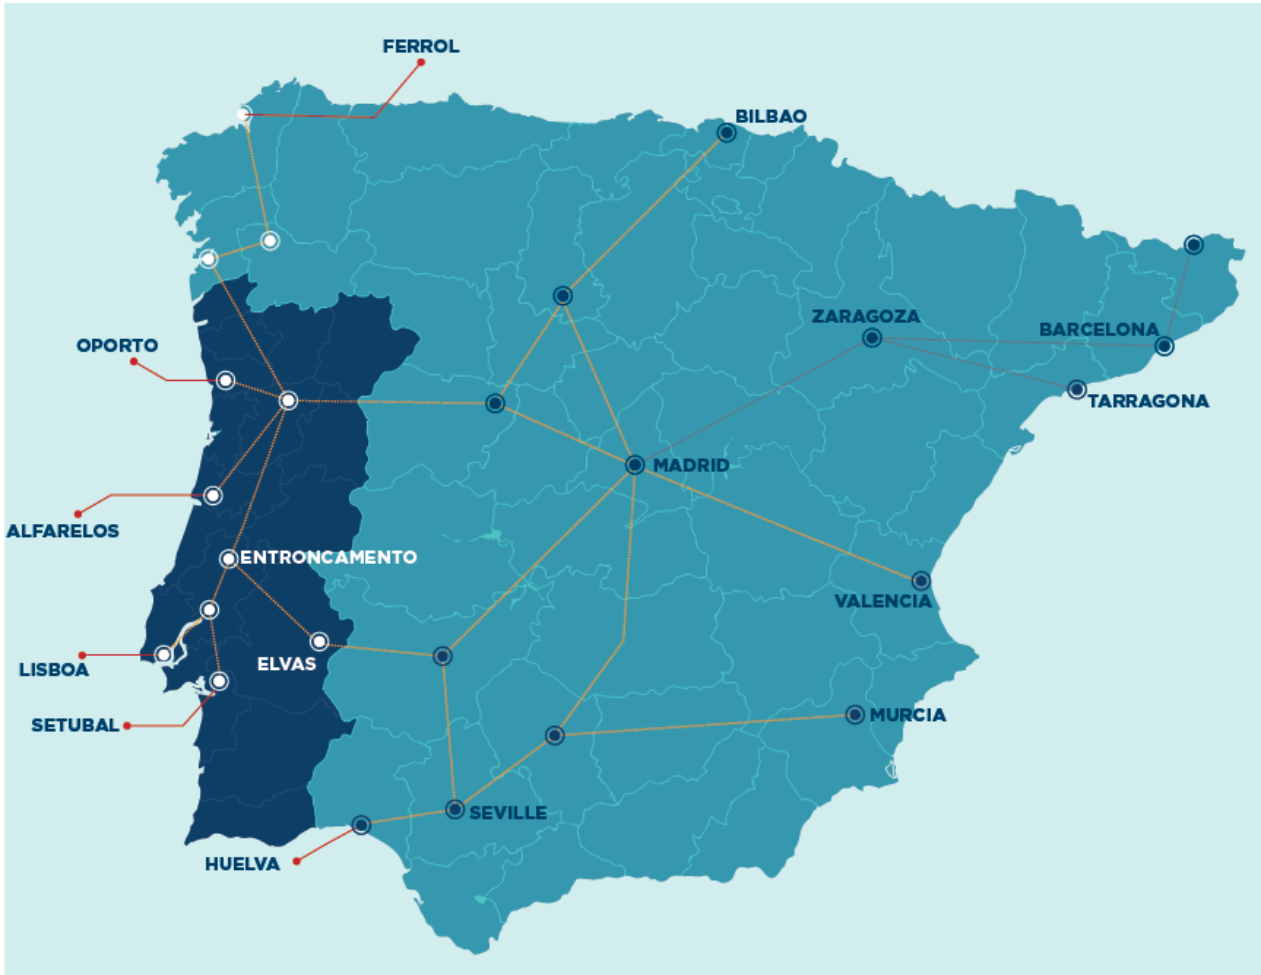 FERROL
BILBAO
ZARAGOZA
BARCELONA
OPORTO
TARRAGONA
MADRID
ALFARELOS
ENTRONCAMENTO
VALENCIA
ELVAS
LISBOA
SETUBAL
MURCIA
SEVILLE
HUELVA